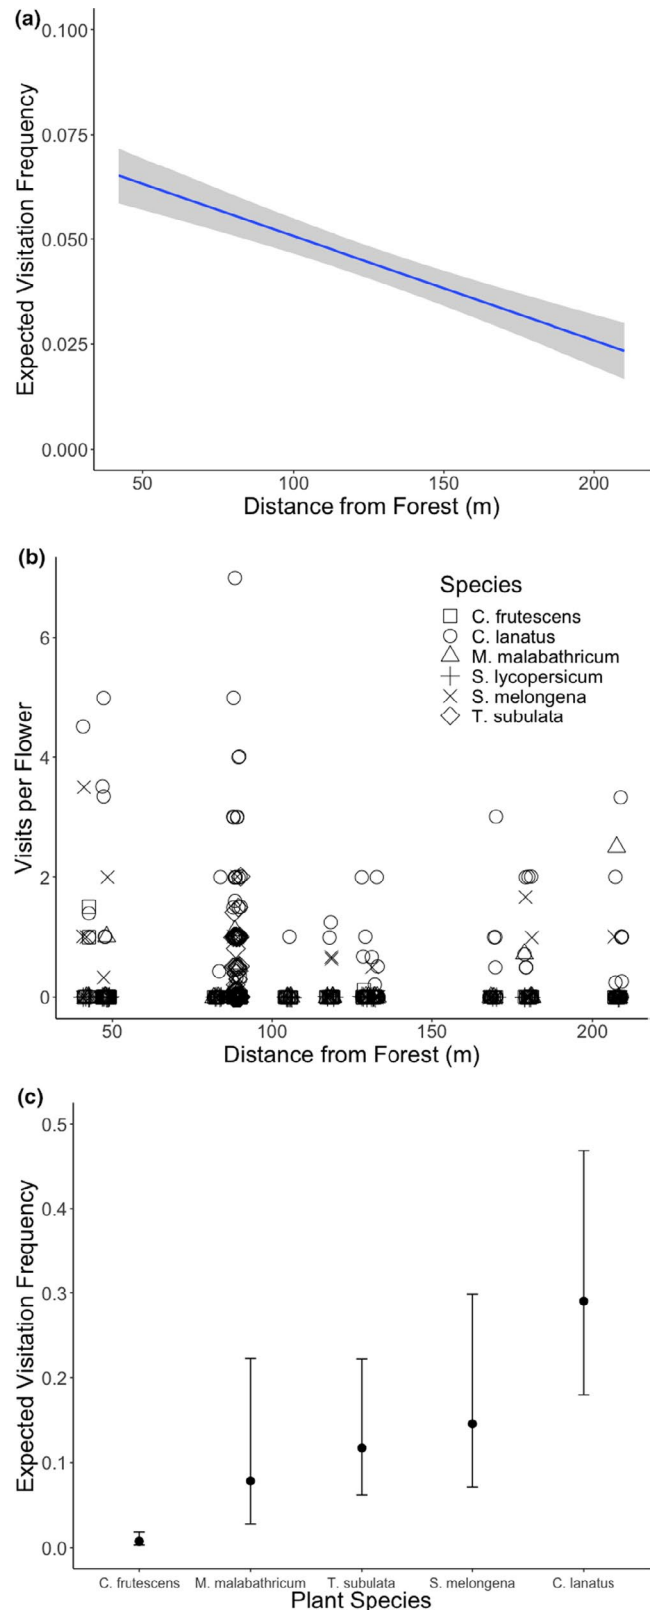 (a)
0.100
0.075
0.050
0.025
0.000
Expected Visitation Frequency
50 100 150 200
Distance from Forest (m)
(b)
6
4
2
0
Visits per Flower
Species
C. frutescens
C. lanatus
M. malabathricum
S. lycopersicum
S. melongena
T. subulata
50 100 150 200
Distance from Forest (m)
(c)
0.5
0.4
0.3
0.2
0.1
0.0
Expected Visitation Frequency
C. frutescens M. malabathricum T. subulata S. melongena C. lanatus
Plant Species